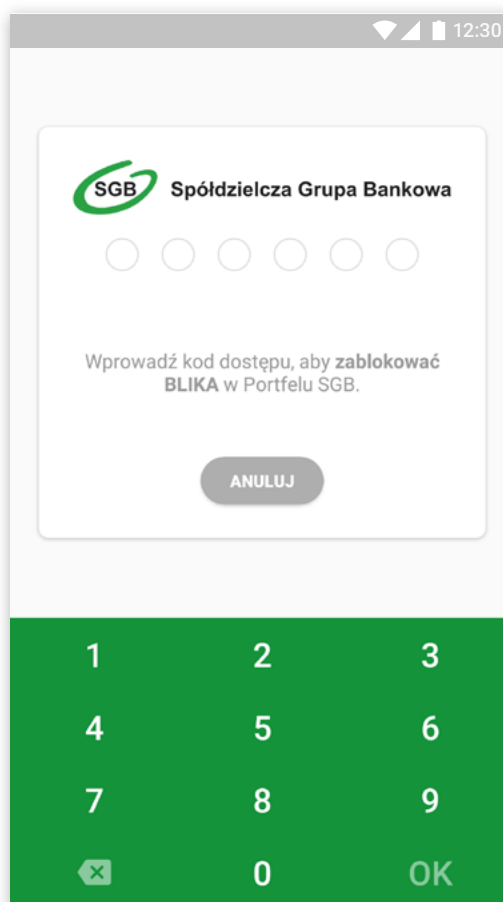 12:30
SGB Spółdzielcza Grupa Bankowa
Wprowadź kod dostępu, aby zablokować
BLIKA w Portfelu SGB.
ANULUJ
1 2 3
4 5 6
7 8 9
0 OK